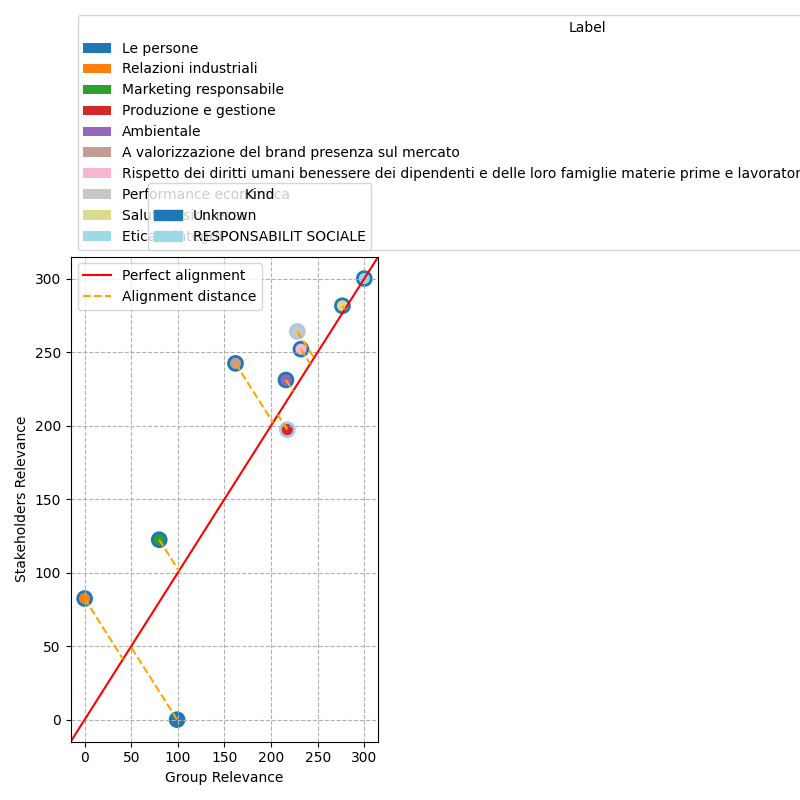 Label
Le persone
Relazioni industriali
Marketing responsabile
Produzione e gestione
Ambientale
A valorizzazione del brand presenza sul mercato
Rispetto dei diritti umani benessere dei dipendenti e delle loro famiglie materie prime e lavorator
Performance economica
Kind
Unknown
RESPONSABILIT SOCIALE
Perfect alignment
Alignment distance
300
250
200
150
100
50
0
Stakeholders Relevance
0 50 100 150 200 250 300
Group Relevance